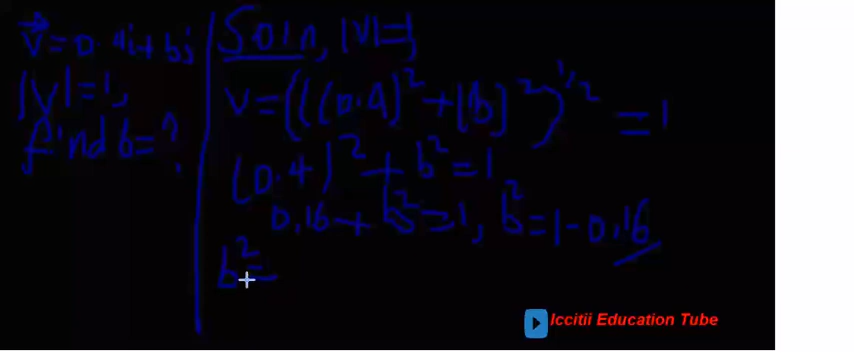 v = 0.4i + bj
|v| = 1,
find b = ?
Soln, |v| = 1,
v = (((0.4)² + (b)²)^1/2 = 1
(0.4)² + b² = 1
0.16 + b² = 1, b² = 1 - 0.16
b² =
Iccitii Education Tube